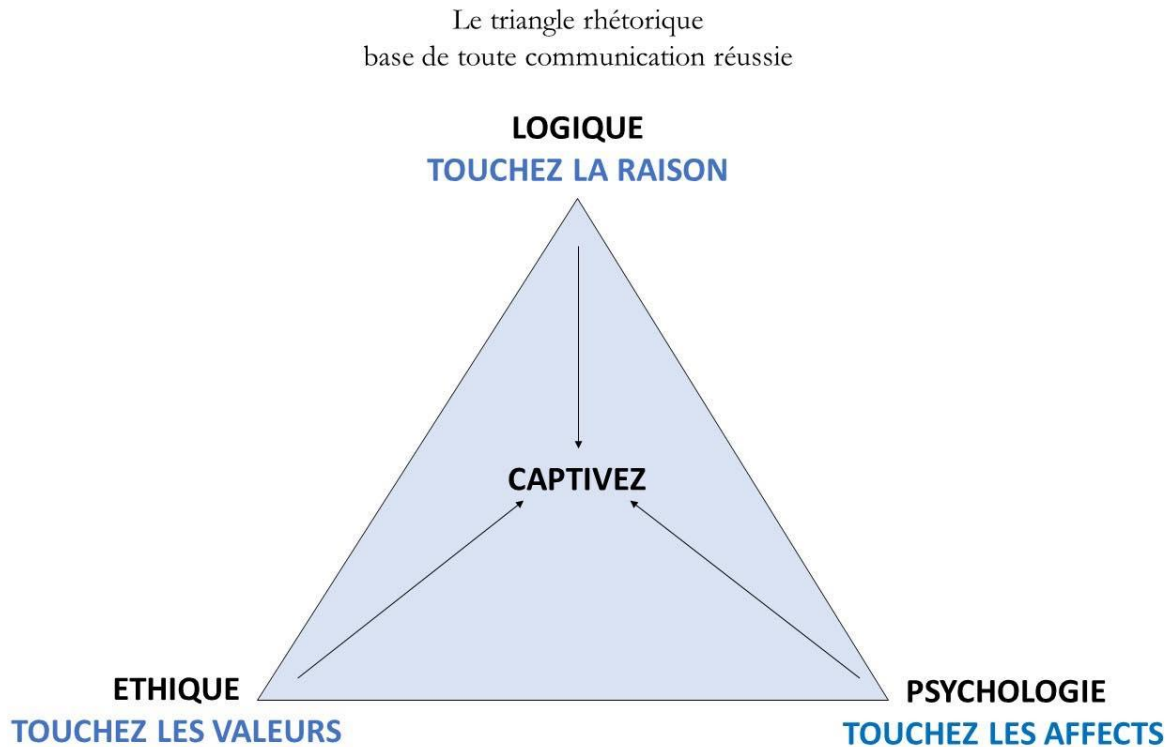 Le triangle rhétorique
base de toute communication réussie
LOGIQUE
TOUCHEZ LA RAISON
CAPTIVEZ
ETHIQUE
TOUCHEZ LES VALEURS
PSYCHOLOGIE
TOUCHEZ LES AFFECTS